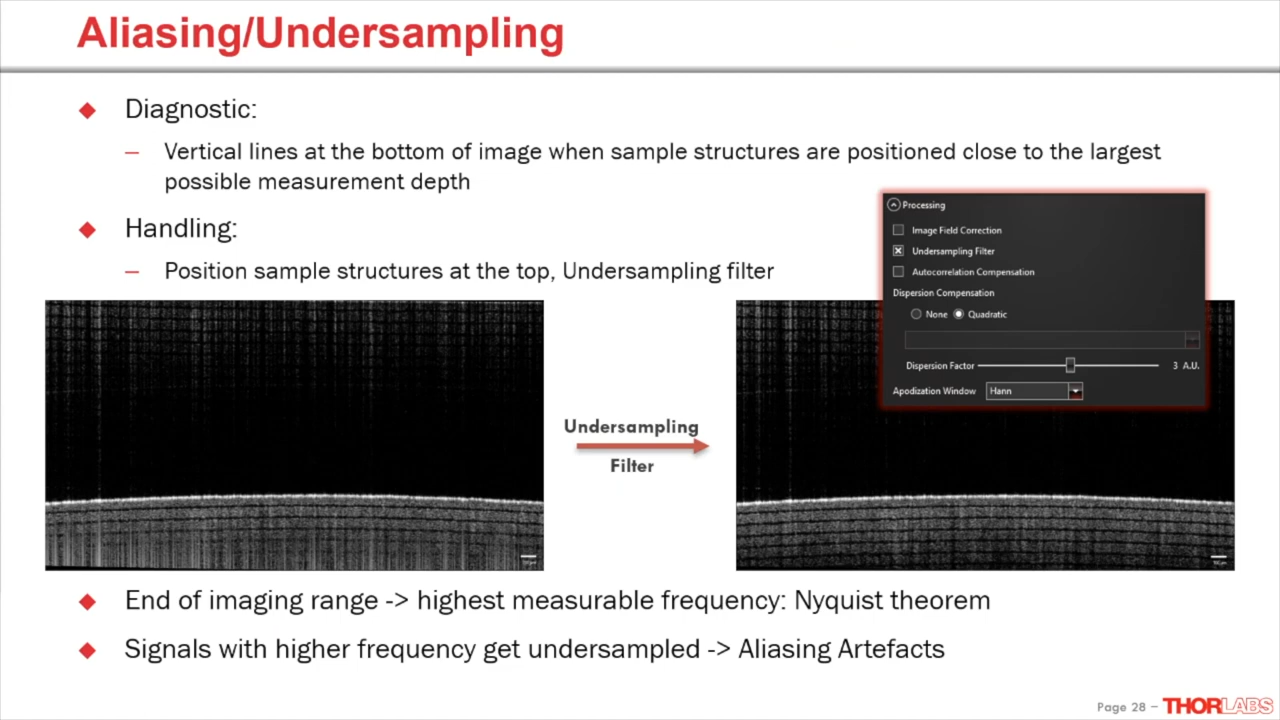 Aliasing/Undersampling
Diagnostic:
– Vertical lines at the bottom of image when sample structures are positioned close to the largest
possible measurement depth
Handling:
– Position sample structures at the top, Undersampling filter
Processing
Image Field Correction
Undersampling Filter
Autocorrelation Compensation
Dispersion Compensation
None Quadratic
Dispersion Factor 3 A.U.
Apodization Window Hann
Undersampling
Filter
End of imaging range -> highest measurable frequency: Nyquist theorem
Signals with higher frequency get undersampled -> Aliasing Artefacts
Page 28 – THORLABS